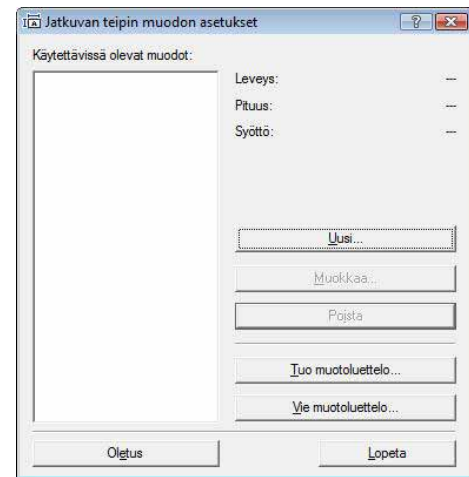 Jatkuvan teipin muodon asetukset
Käytettävissä olevat muodot:
Leveys: ---
Pituus: ---
Syöttö: ---
Uusi...
Muokkaa...
Poista
Tuo muotoluettelo...
Vie muotoluettelo...
Oletus
Lopeta